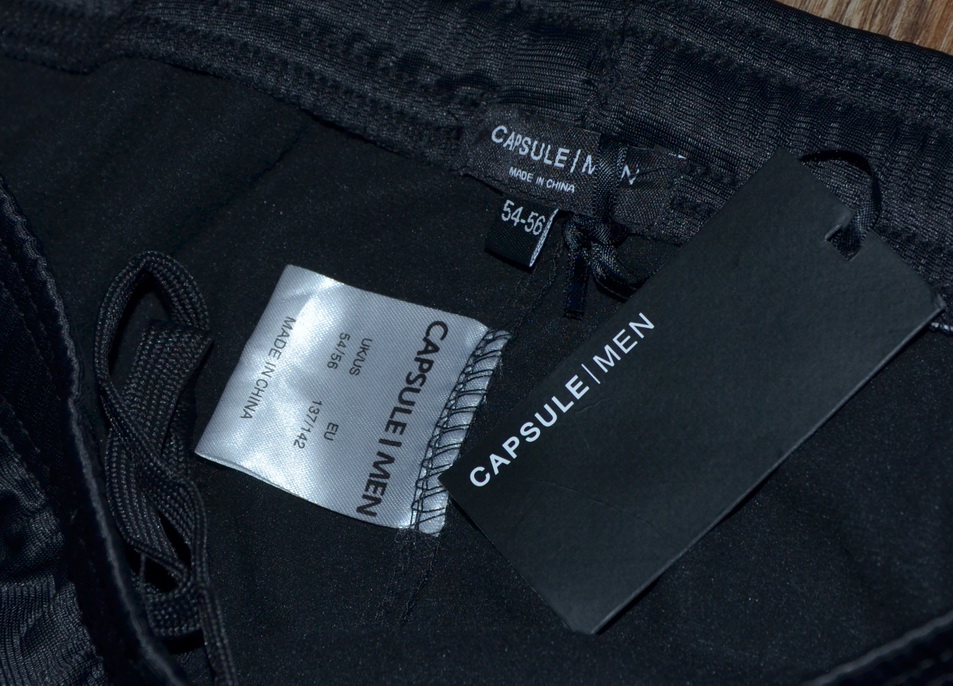 CAPSULE | MEN
MADE IN CHINA
54-56
CAPSULE | MEN
UK/US EU
54/56 137/142
MADE IN CHINA
CAPSULE | MEN